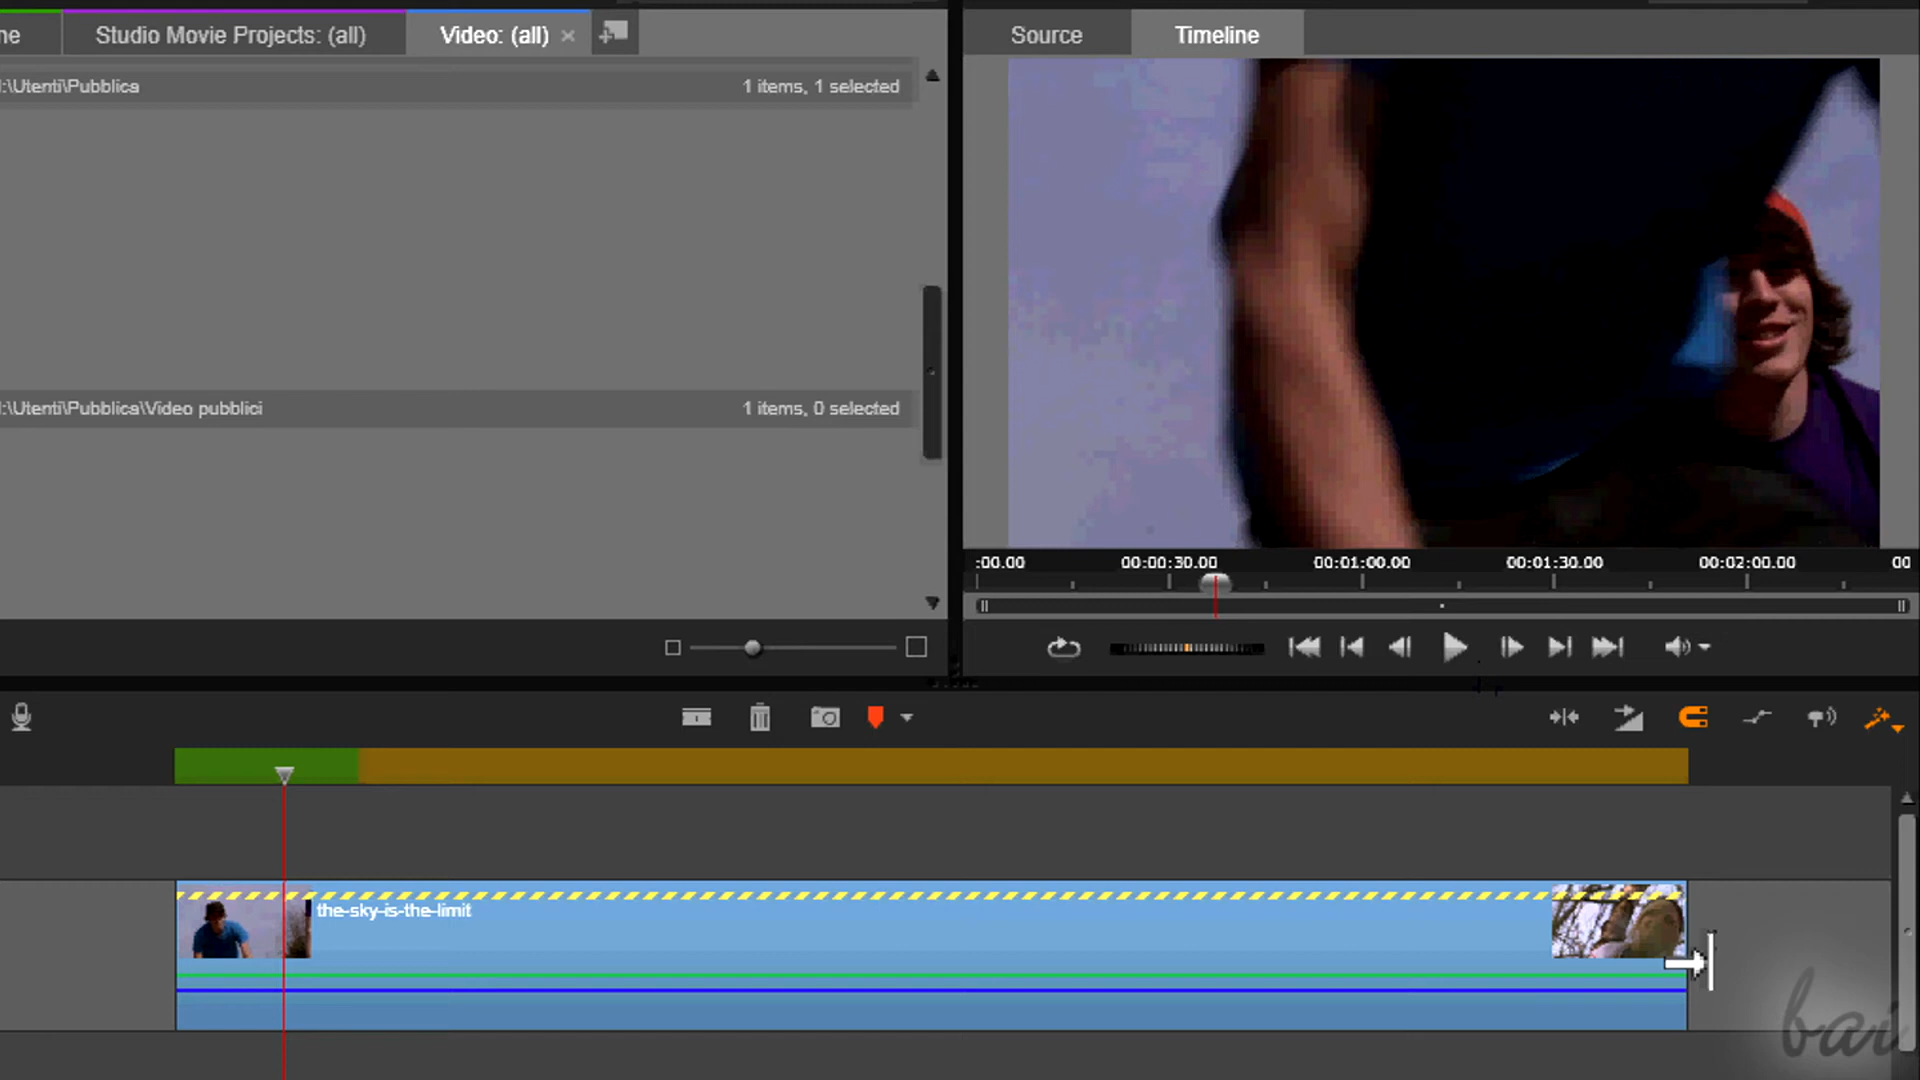 ne
Studio Movie Projects: (all)
Video: (all)
Source
Timeline
:\Utenti\Pubblica
1 items, 1 selected
:\Utenti\Pubblica\Video pubblici
1 items, 0 selected
:00.00
00:00:30.00
00:01:00.00
00:01:30.00
00:02:00.00
00
the-sky-is-the-limit
bai